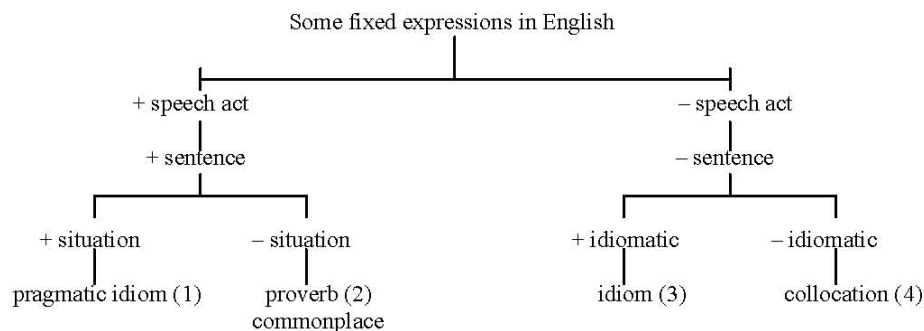 Some fixed expressions in English
+ speech act – speech act
+ sentence – sentence
+ situation – situation + idiomatic – idiomatic
pragmatic idiom (1) proverb (2) idiom (3) collocation (4)
commonplace